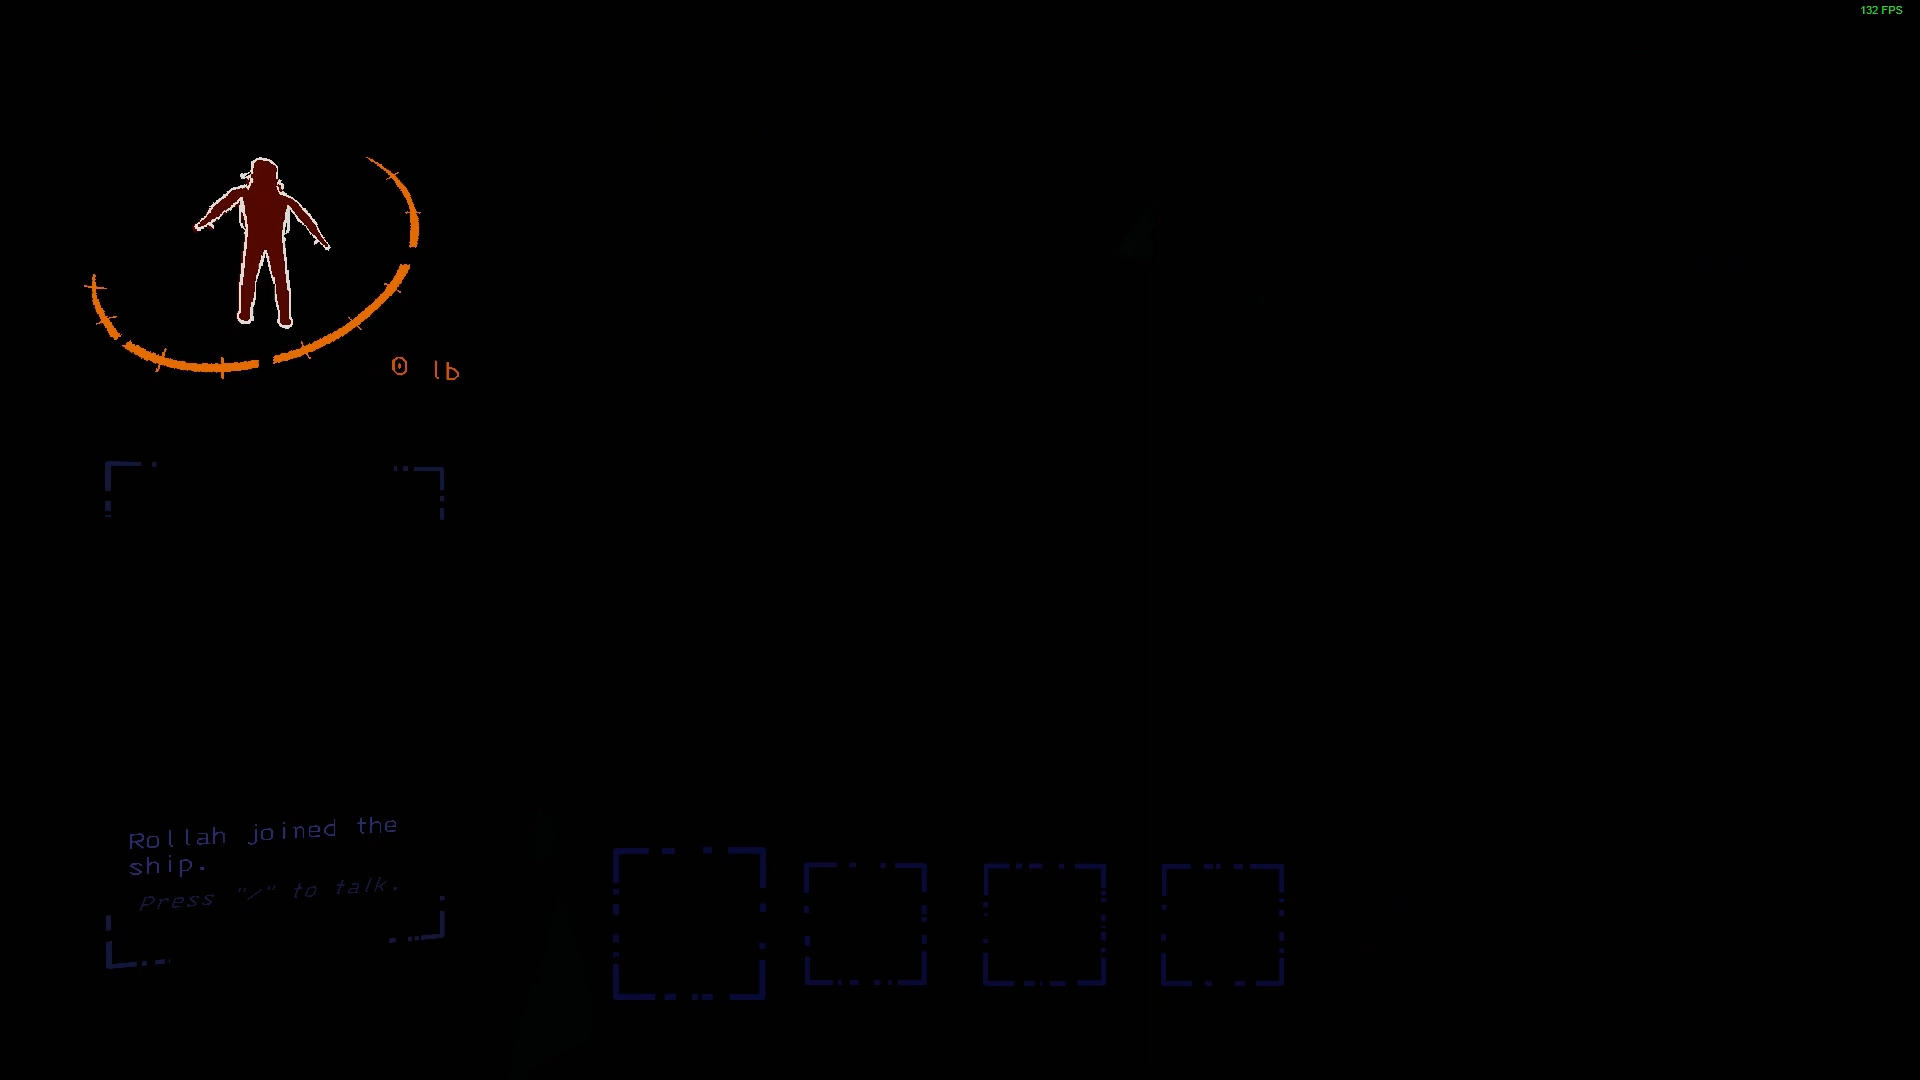 132 FPS
0 lb
Rollah joined the
ship.
Press "/" to talk.